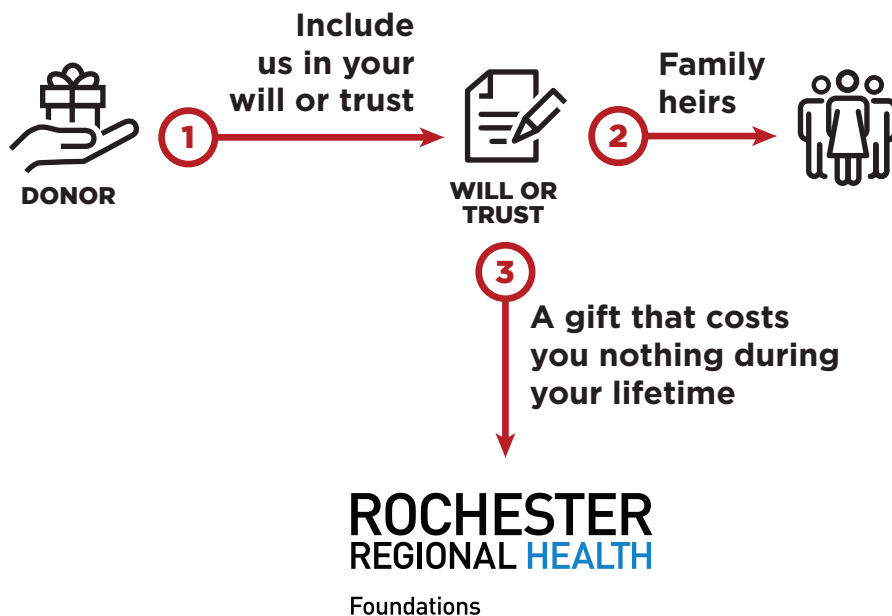 Include
us in your
will or trust
1
DONOR
WILL OR
TRUST
2
Family
heirs
3
A gift that costs
you nothing during
your lifetime
ROCHESTER
REGIONAL HEALTH
Foundations